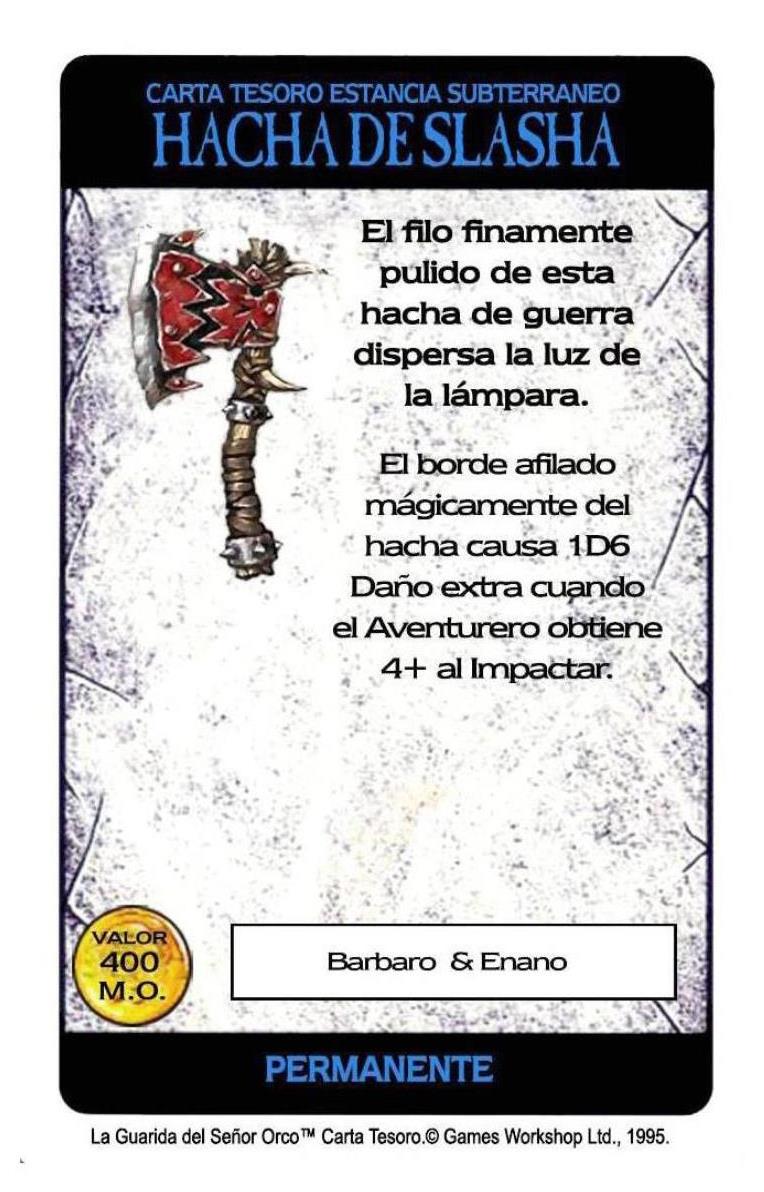 CARTA TESORO ESTANCIA SUBTERRANEO
HACHA DE SLASHA
El filo finamente
pulido de esta
hacha de guerra
dispersa la luz de
la lámpara.
El borde afilado
mágicamente del
hacha causa 1D6
Daño extra cuando
el Aventurero obtiene
4+ al Impactar.
VALOR
400
M.O.
Barbaro & Enano
PERMANENTE
La Guarida del Señor Orco™ Carta Tesoro.© Games Workshop Ltd., 1995.